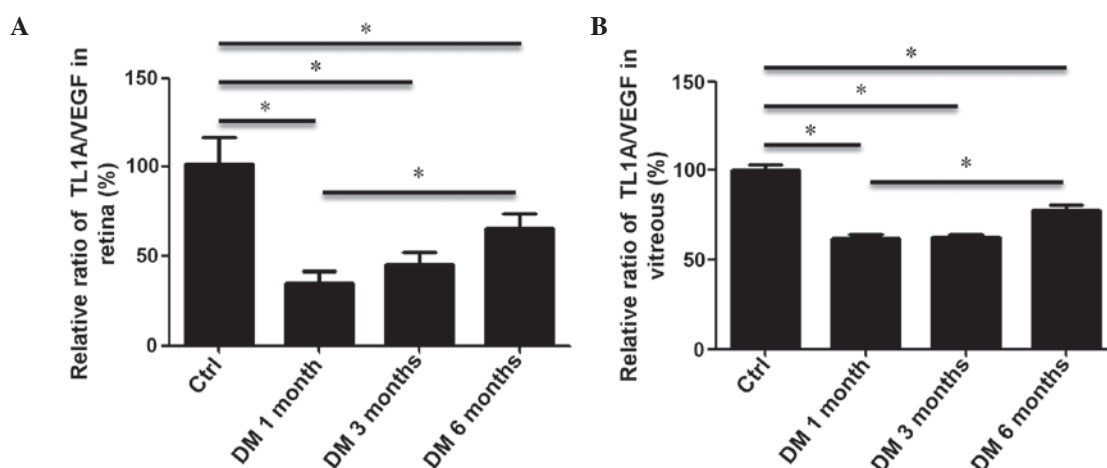 A
Relative ratio of TL1A/VEGF in
retina (%)
150
100
50
0
*
*
*
*
Ctrl
DM 1 month
DM 3 months
DM 6 months
B
Relative ratio of TL1A/VEGF in
vitreous (%)
150
100
50
0
*
*
*
*
Ctrl
DM 1 month
DM 3 months
DM 6 months